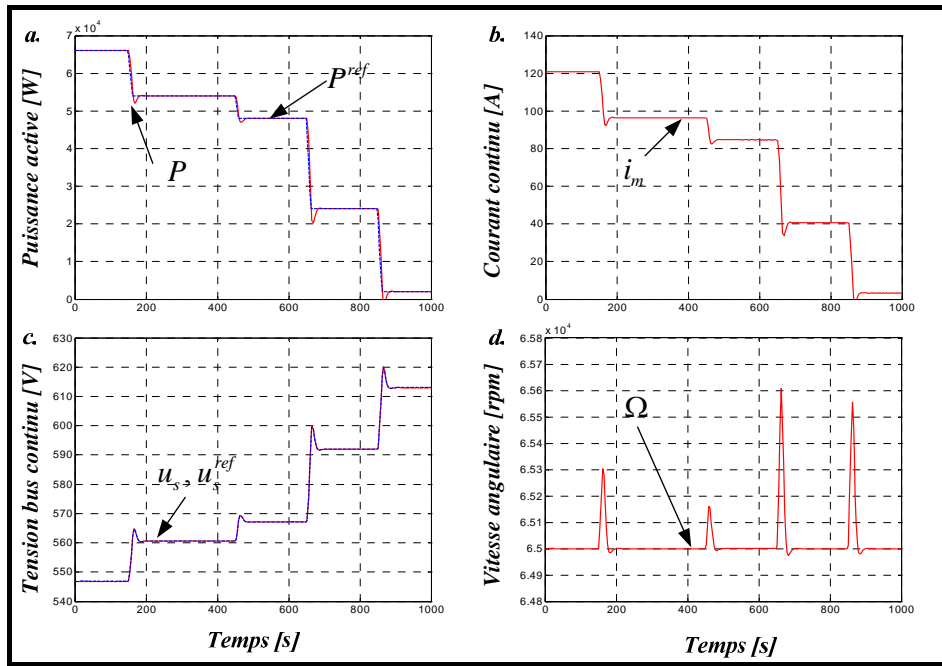 a.
x 10^4
Puissance active [W]
7
6
5
4
3
2
1
0
0 200 400 600 800 1000
P^ref
P
b.
Courant continu [A]
140
120
100
80
60
40
20
0
0 200 400 600 800 1000
i_m
c.
Tension bus continu [V]
630
620
610
600
590
580
570
560
550
540
0 200 400 600 800 1000
u_s, u_s^ref
Temps [s]
d.
x 10^4
Vitesse angulaire [rpm]
6.58
6.57
6.56
6.55
6.54
6.53
6.52
6.51
6.5
6.49
6.48
0 200 400 600 800 1000
Ω
Temps [s]